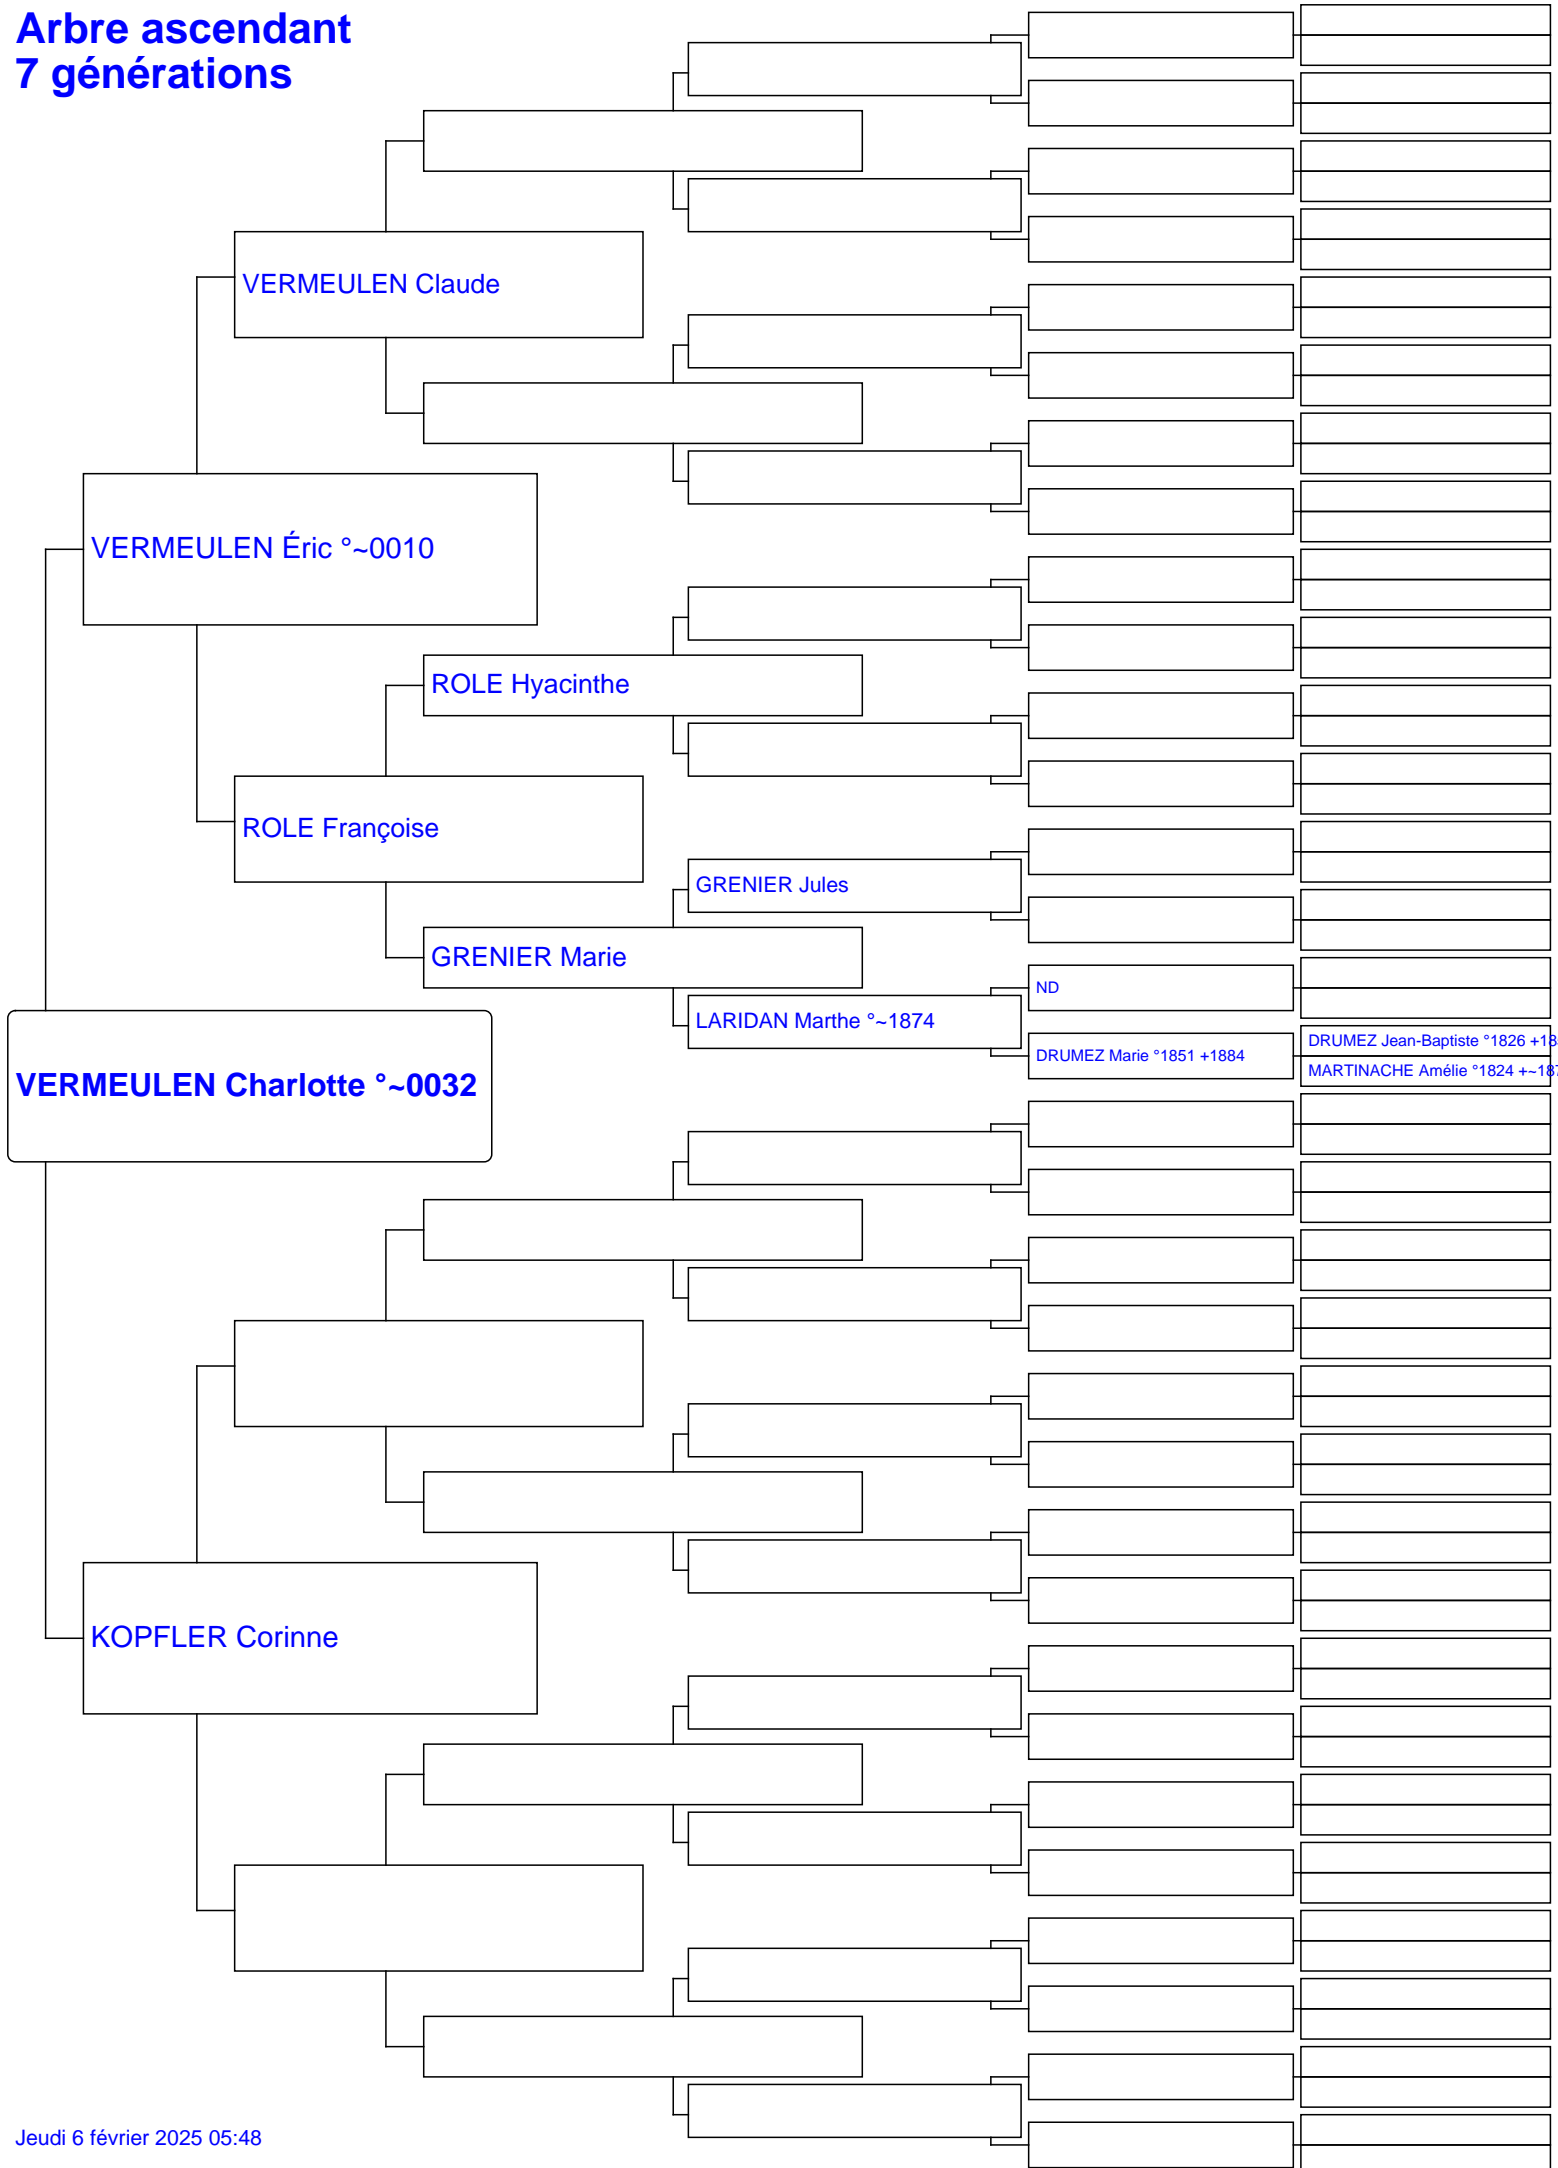 Arbre ascendant
7 générations
VERMEULEN Claude
VERMEULEN Éric °~0010
ROLE Hyacinthe
ROLE Françoise
GRENIER Jules
GRENIER Marie
ND
LARIDAN Marthe °~1874
DRUMEZ Marie °1851 +1884
DRUMEZ Jean-Baptiste °1826
MARTINACHE Amélie °1824
VERMEULEN Charlotte °~0032
KOPFLER Corinne
Jeudi 6 février 2025 05:48